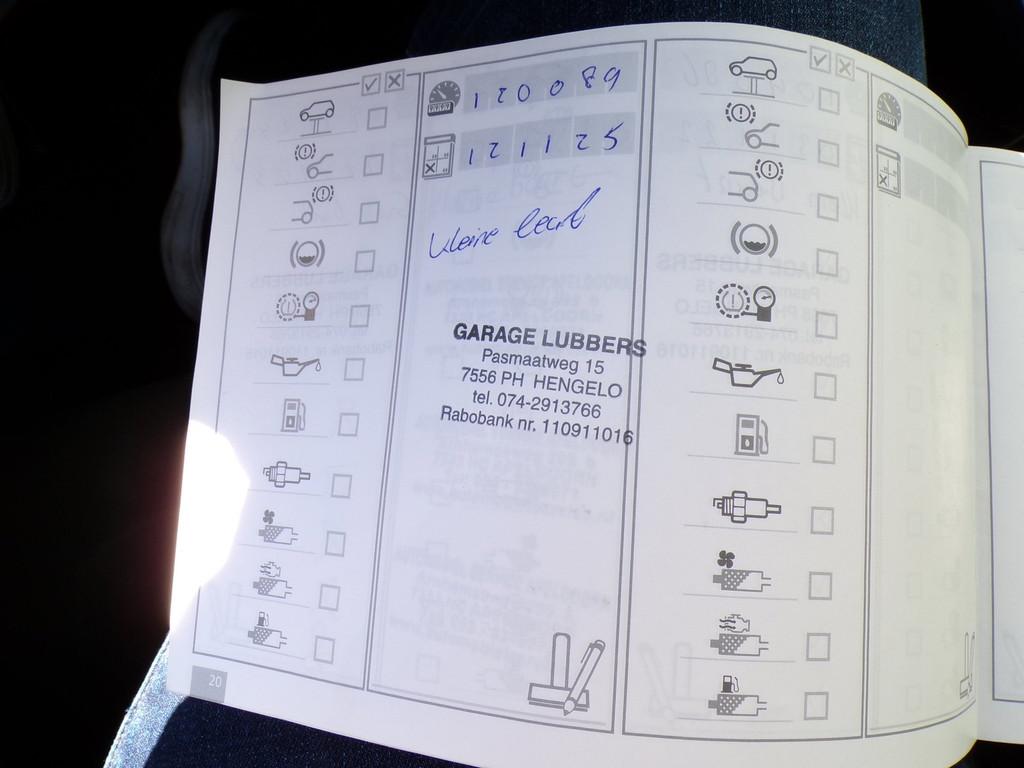 120089
121125
kleine beurt
GARAGE LUBBERS
Pasmaatweg 15
7556 PH HENGELO
tel. 074-2913766
Rabobank nr. 110911016
20